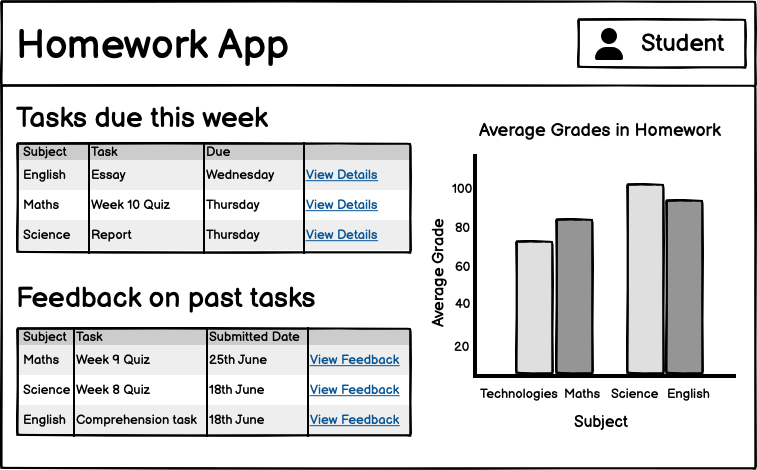 Homework App
Student
Tasks due this week
Subject Task Due
English Essay Wednesday View Details
Maths Week 10 Quiz Thursday View Details
Science Report Thursday View Details
Feedback on past tasks
Subject Task Submitted Date
Maths Week 9 Quiz 25th June View Feedback
Science Week 8 Quiz 18th June View Feedback
English Comprehension task 18th June View Feedback
Average Grades in Homework
Average Grade
100
80
60
40
20
Technologies Maths Science English
Subject